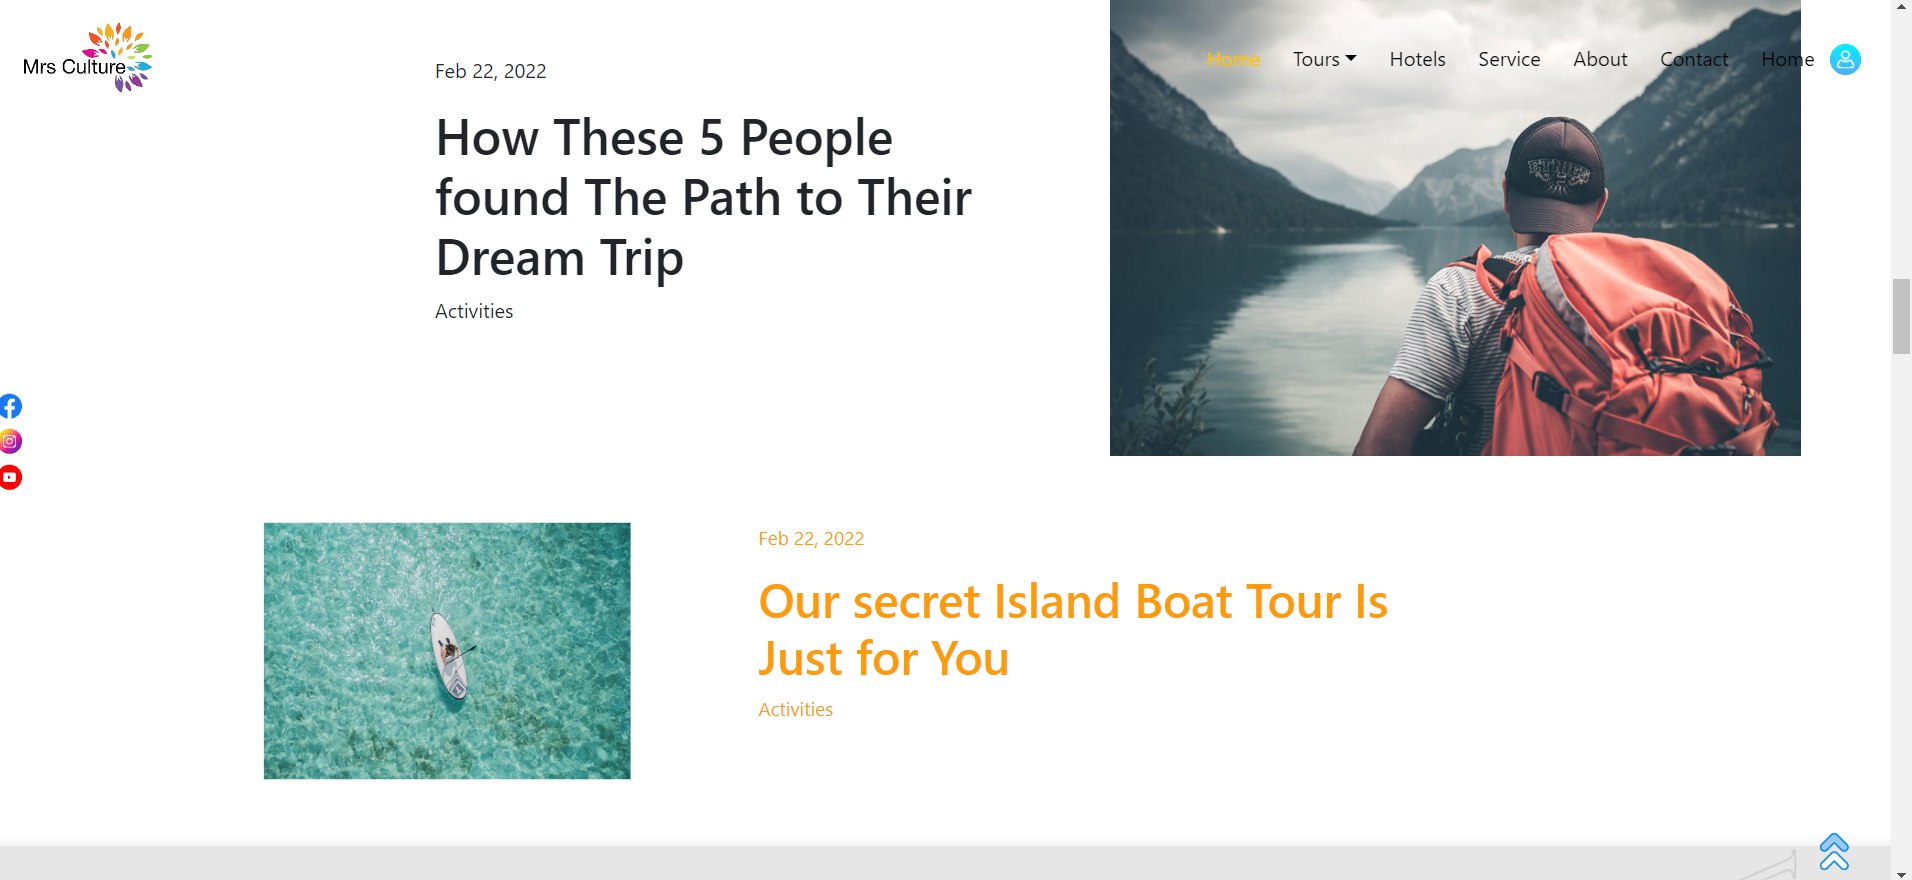 Mrs Culture
Home Tours Hotels Service About Contact Home
Feb 22, 2022
How These 5 People
found The Path to Their
Dream Trip
Activities
ETNIES
Feb 22, 2022
Our secret Island Boat Tour Is
Just for You
Activities